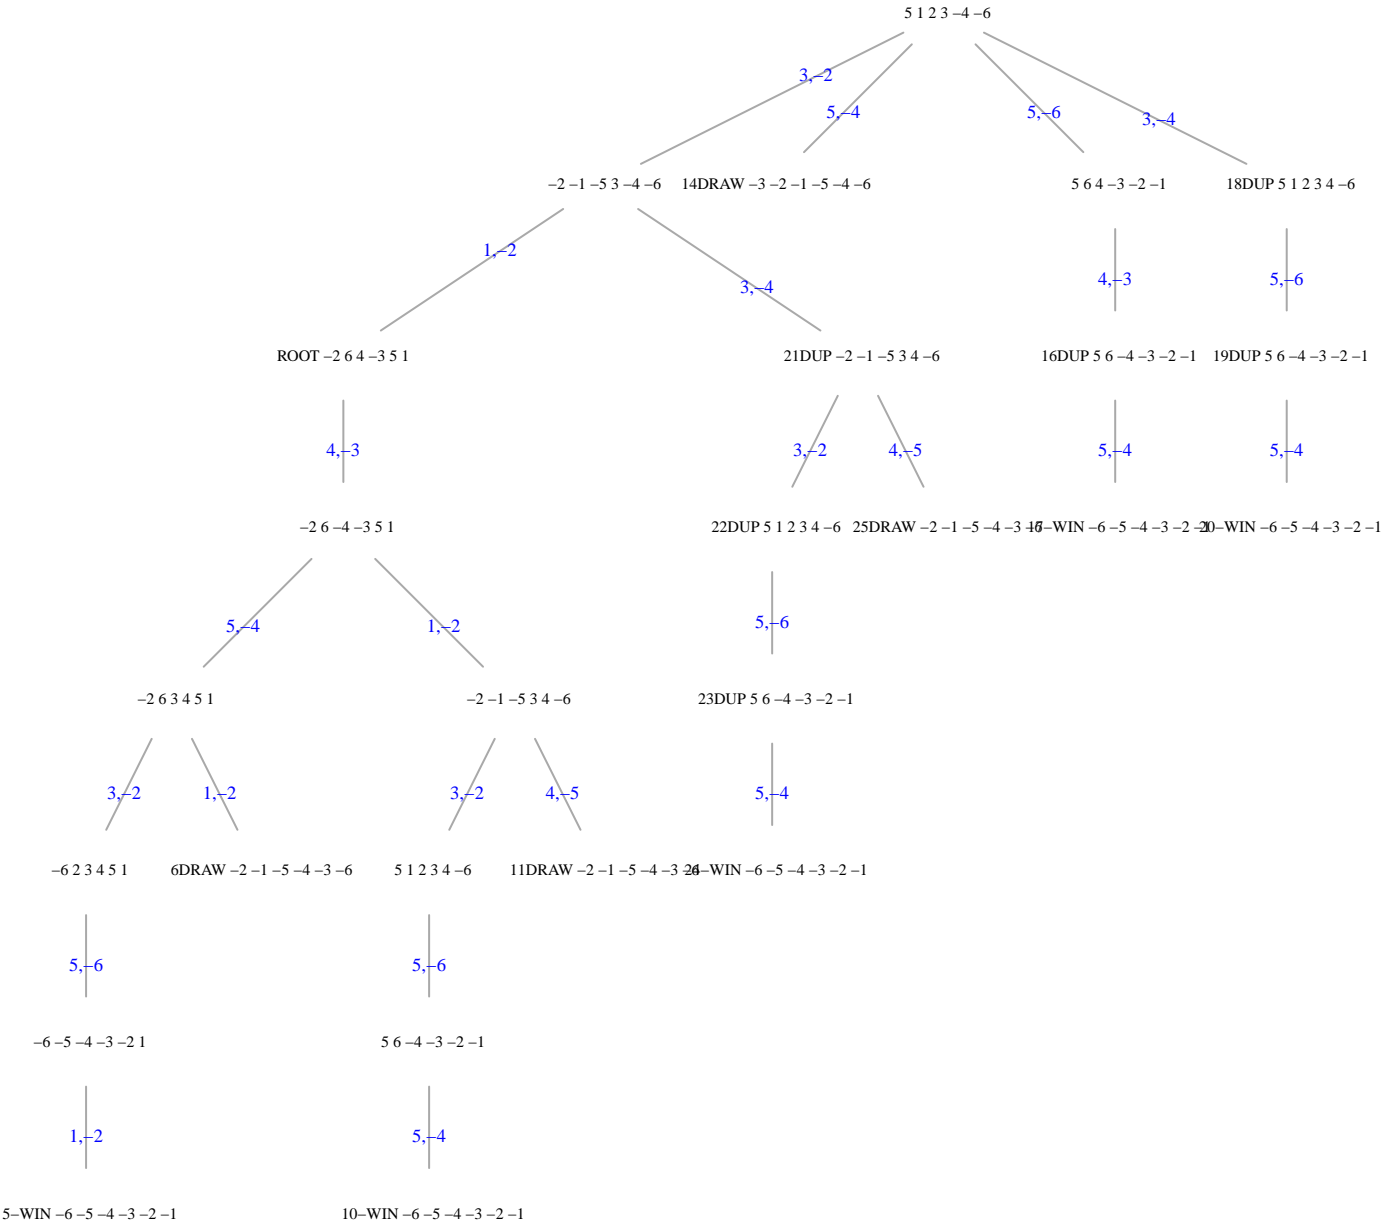 5 1 2 3 –4 –6
3,–2
5,–4
5,–6
3,–4
–2 –1 –5 3 –4 –6
14DRAW –3 –2 –1 –5 –4 –6
5 6 4 –3 –2 –1
18DUP 5 1 2 3 4 –6
1,–2
3,–4
4,–3
5,–6
ROOT –2 6 4 –3 5 1
21DUP –2 –1 –5 3 4 –6
16DUP 5 6 –4 –3 –2 –1
19DUP 5 6 –4 –3 –2 –1
4,–3
3,–2
4,–5
5,–4
5,–4
–2 6 –4 –3 5 1
22DUP 5 1 2 3 4 –6
25DRAW –2 –1 –5 –4 –3 –6
17–WIN –6 –5 –4 –3 –2 –1
20–WIN –6 –5 –4 –3 –2 –1
5,–4
1,–2
5,–6
–2 6 3 4 5 1
–2 –1 –5 3 4 –6
23DUP 5 6 –4 –3 –2 –1
3,–2
1,–2
3,–2
4,–5
5,–4
–6 2 3 4 5 1
6DRAW –2 –1 –5 –4 –3 –6
5 1 2 3 4 –6
11DRAW –2 –1 –5 –4 –3 –6
24–WIN –6 –5 –4 –3 –2 –1
5,–6
5,–6
–6 –5 –4 –3 –2 1
5 6 –4 –3 –2 –1
1,–2
5,–4
5–WIN –6 –5 –4 –3 –2 –1
10–WIN –6 –5 –4 –3 –2 –1